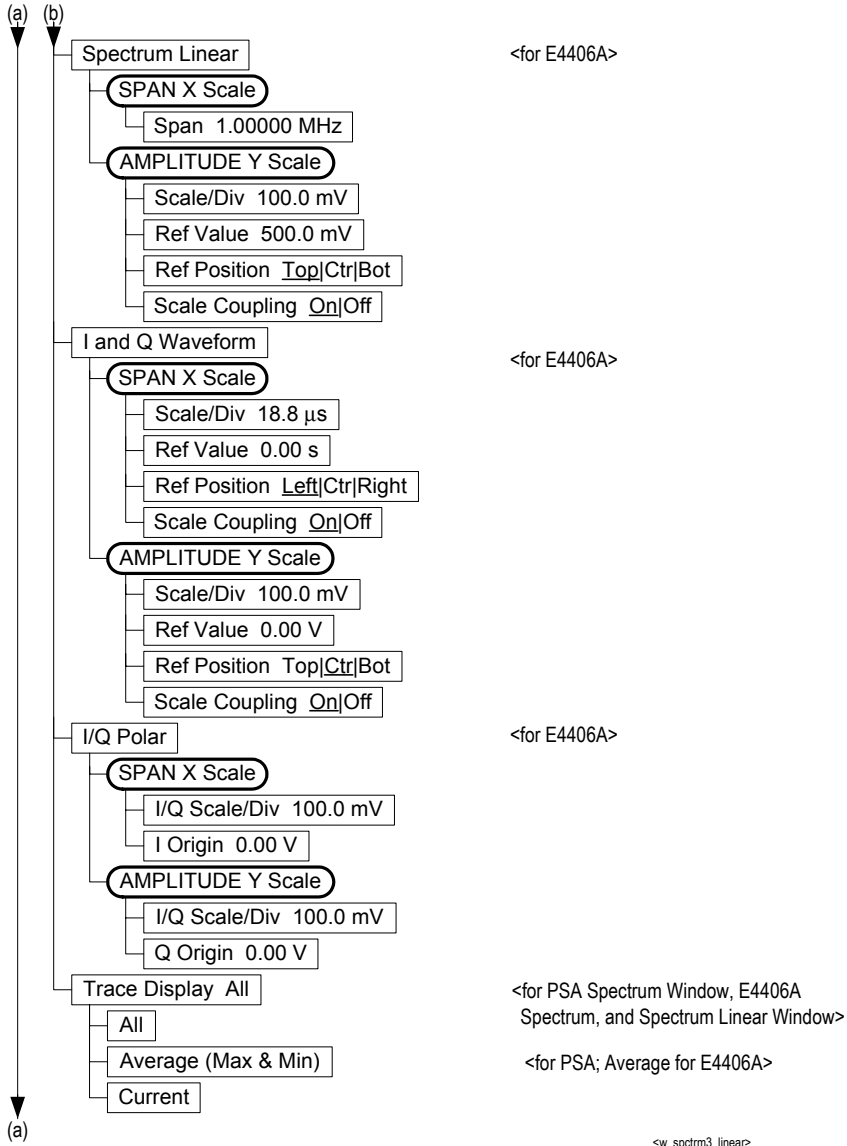 (a) (b)
Spectrum Linear <for E4406A>
SPAN X Scale
Span 1.00000 MHz
AMPLITUDE Y Scale
Scale/Div 100.0 mV
Ref Value 500.0 mV
Ref Position Top|Ctr|Bot
Scale Coupling On|Off
I and Q Waveform <for E4406A>
SPAN X Scale
Scale/Div 18.8 μs
Ref Value 0.00 s
Ref Position Left|Ctr|Right
Scale Coupling On|Off
AMPLITUDE Y Scale
Scale/Div 100.0 mV
Ref Value 0.00 V
Ref Position Top|Ctr|Bot
Scale Coupling On|Off
I/Q Polar <for E4406A>
SPAN X Scale
I/Q Scale/Div 100.0 mV
I Origin 0.00 V
AMPLITUDE Y Scale
I/Q Scale/Div 100.0 mV
Q Origin 0.00 V
Trace Display All <for PSA Spectrum Window, E4406A
All Spectrum, and Spectrum Linear Window>
Average (Max & Min) <for PSA; Average for E4406A>
Current
(a)
<w_spctrm3_linear>